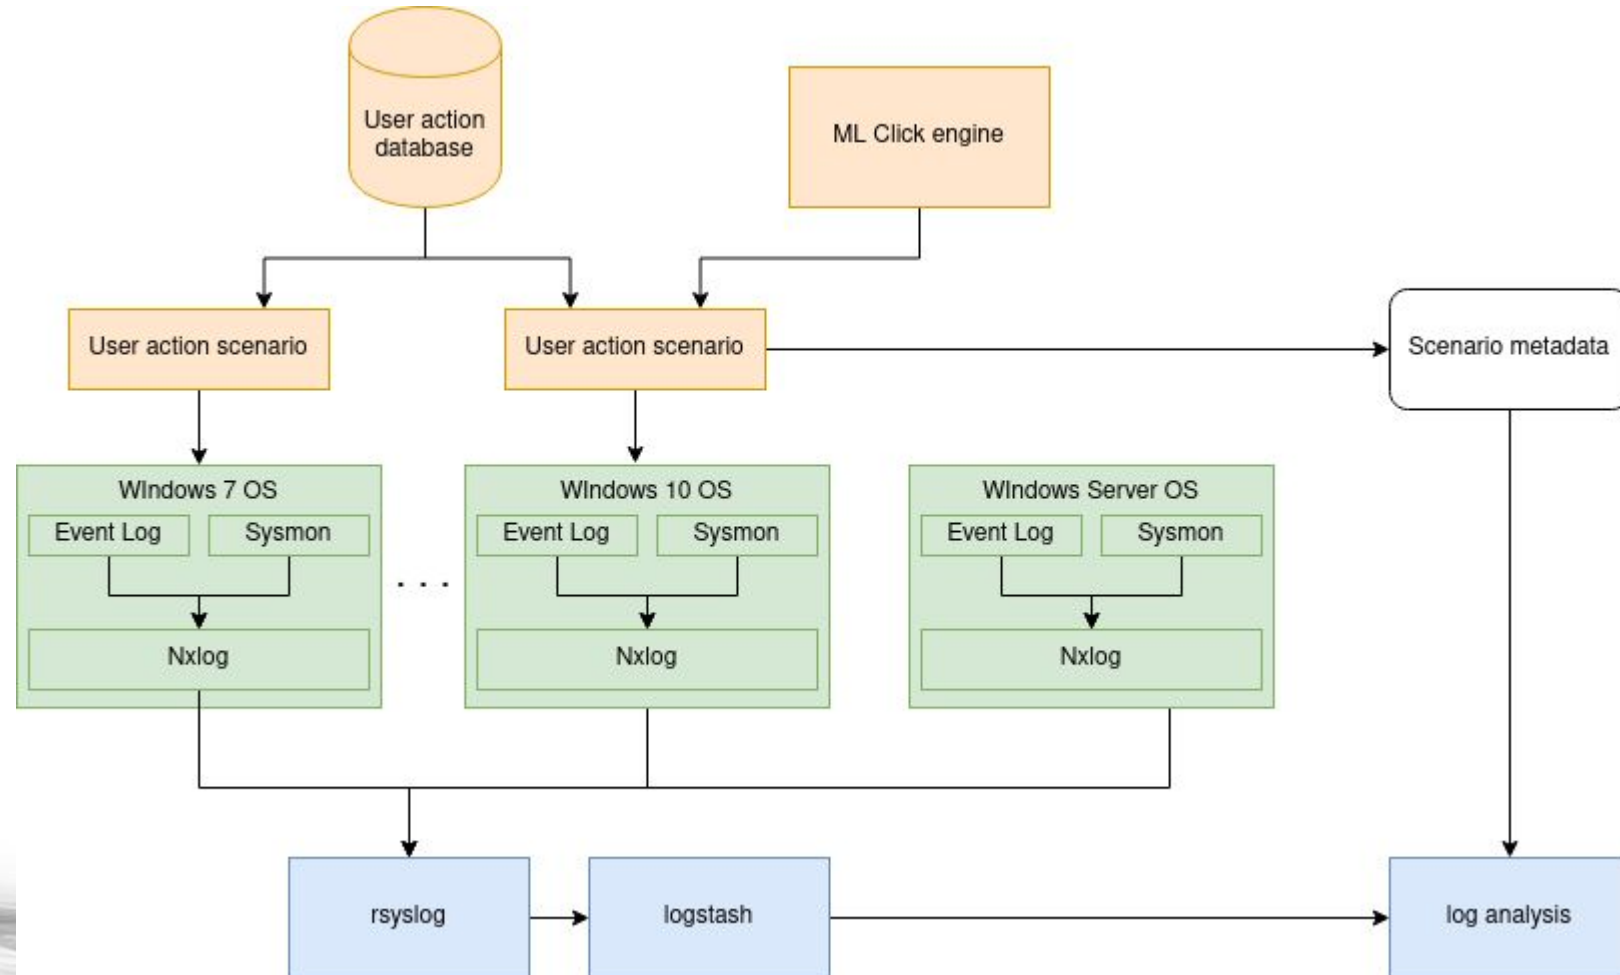 User action
database
ML Click engine
User action scenario
User action scenario
Scenario metadata
WIndows 7 OS
Event Log
Sysmon
Nxlog
. . .
WIndows 10 OS
Event Log
Sysmon
Nxlog
WIndows Server OS
Event Log
Sysmon
Nxlog
rsyslog
logstash
log analysis